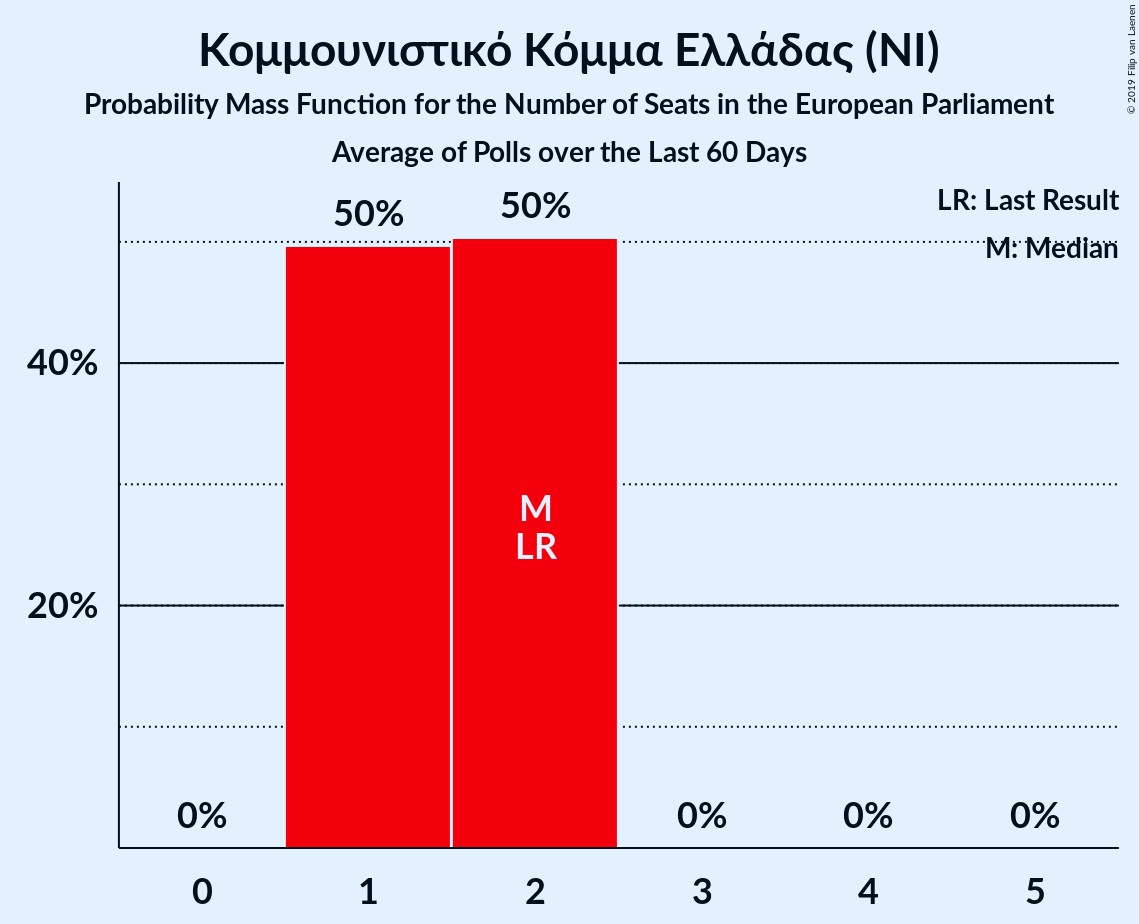 Κομμουνιστικό Κόμμα Ελλάδας (NI)
Probability Mass Function for the Number of Seats in the European Parliament
Average of Polls over the Last 60 Days
© 2019 Filip van Laenen
LR: Last Result
M: Median
50%
50%
40%
20%
M
LR
0%
0%
0%
0%
0
1
2
3
4
5